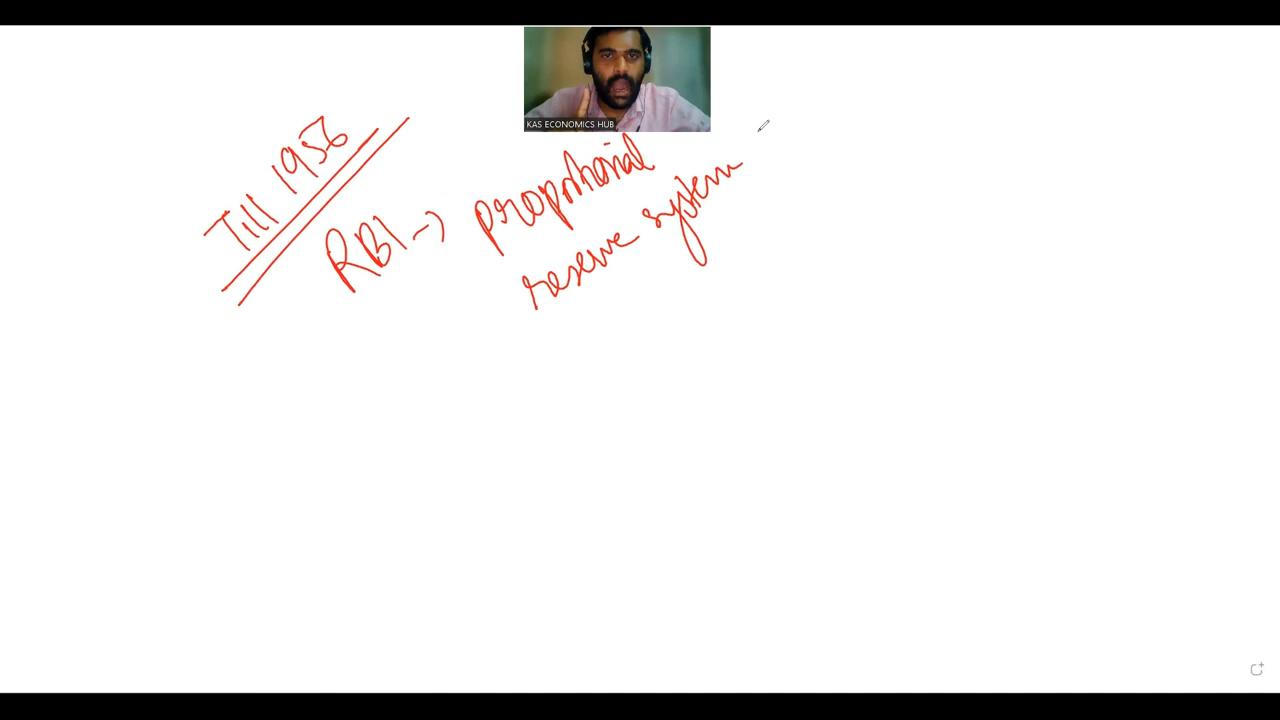 KAS ECONOMICS HUB
Till 1956
RBI → proportional
reserve system